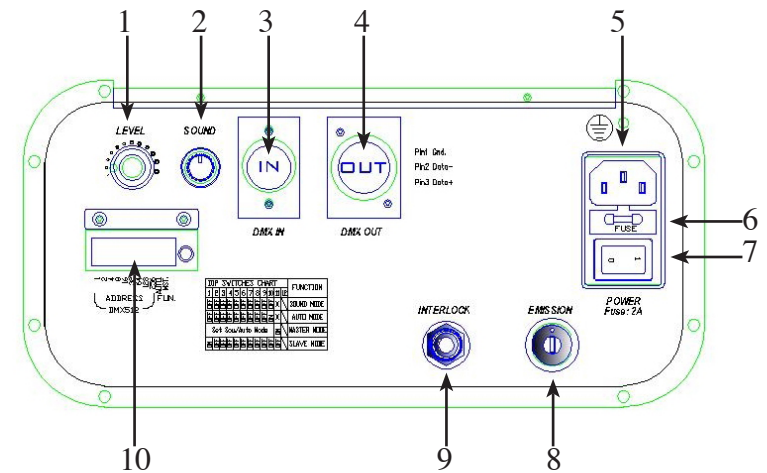 1 2 3 4 5
LEVEL SOUND
IN OUT
Pin1 Gnd.
Pin2 Data-
Pin3 Data+
DMX IN DMX OUT
FUSE
6
7
ADDRESS FUN.
DMX512
DIP SWITCHES CHART FUNCTION
1 2 3 4 5 6 7 8 9 10 11 12
X SOUND MODE
X AUTO MODE
Set Sou/Auto Mode MASTER MODE
SLAVE MODE
POWER
Fuse: 2A
INTERLOCK EMISSION
10 9 8